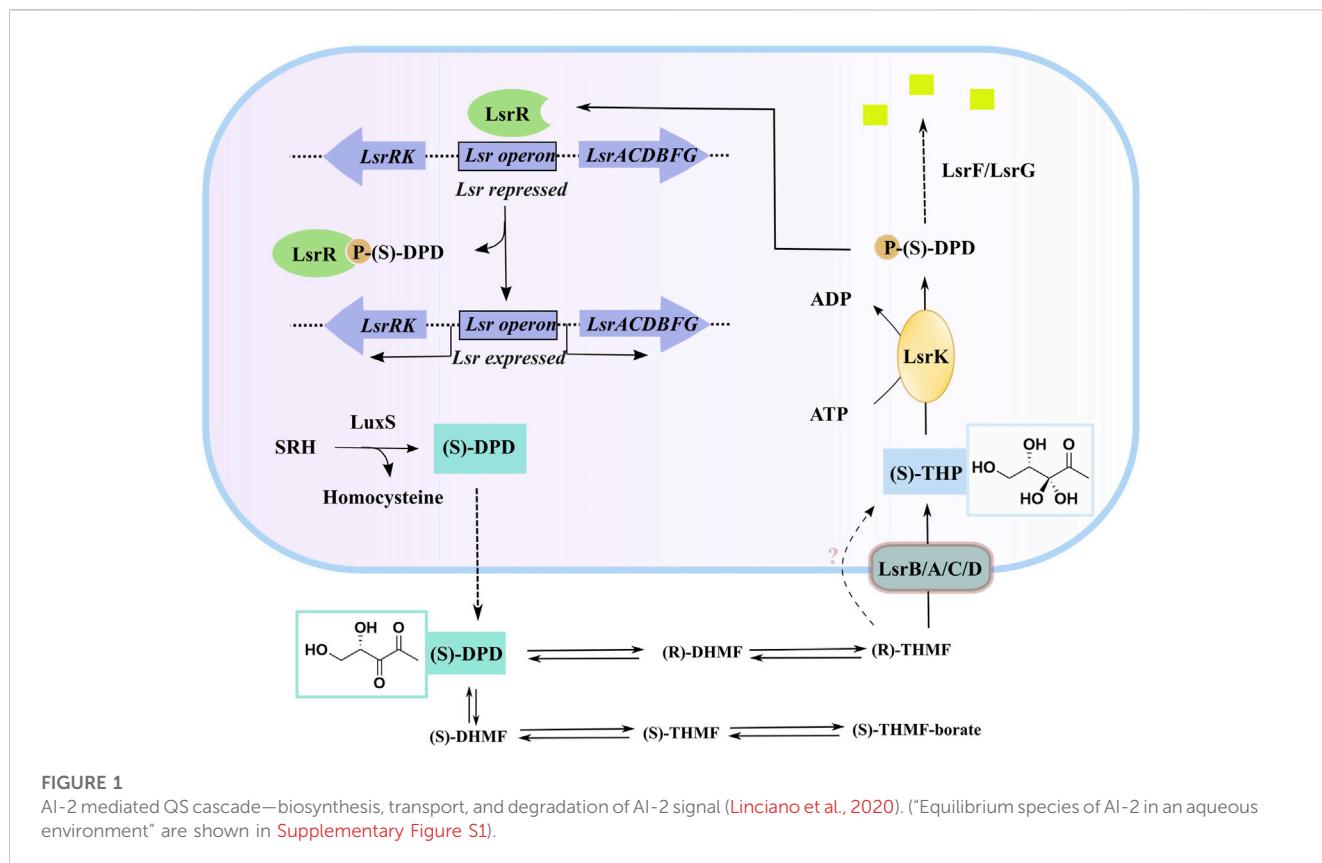 LsrR
LsrRK
Lsr operon
LsrACDBFG
Lsr repressed
LsrR
P-(S)-DPD
LsrRK
Lsr operon
LsrACDBFG
Lsr expressed
LuxS
SRH
(S)-DPD
Homocysteine
LsrF/LsrG
P-(S)-DPD
ADP
LsrK
ATP
(S)-THP
OH
O
HO
HO
OH
?
LsrB/A/C/D
OH
O
HO
O
(S)-DPD
(R)-DHMF
(R)-THMF
(S)-DHMF
(S)-THMF
(S)-THMF-borate
FIGURE 1
AI-2 mediated QS cascade—biosynthesis, transport, and degradation of AI-2 signal (Linciano et al., 2020). (“Equilibrium species of AI-2 in an aqueous
environment” are shown in Supplementary Figure S1).